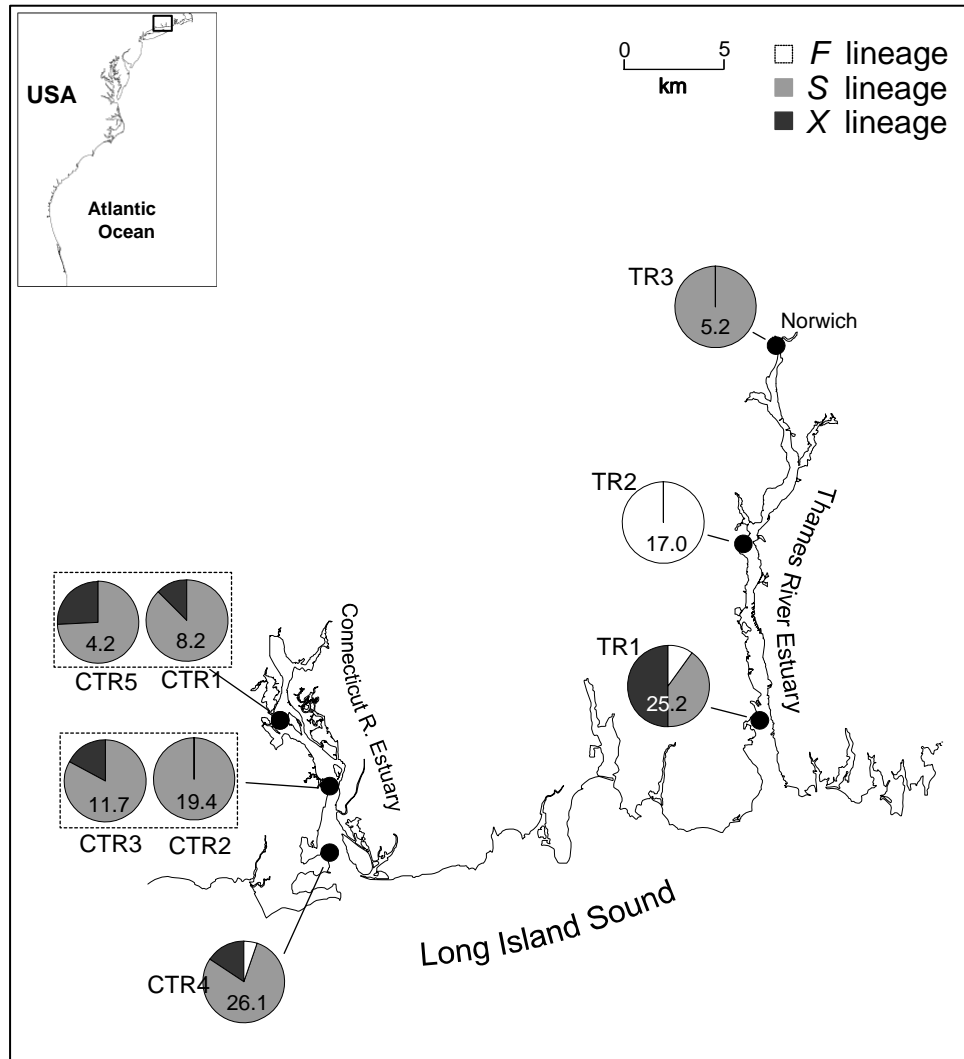 USA
Atlantic
Ocean
0 5
km
F lineage
S lineage
X lineage
TR3
5.2
Norwich
TR2
17.0
Thames River Estuary
TR1
25.2
Connecticut R. Estuary
4.2 8.2
CTR5 CTR1
11.7 19.4
CTR3 CTR2
Long Island Sound
CTR4
26.1